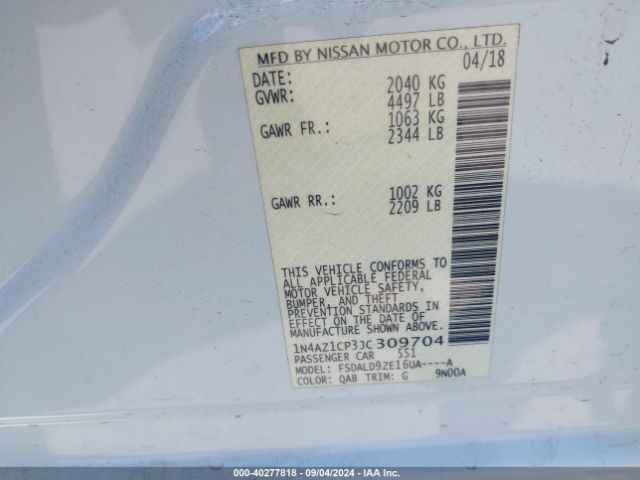 MFD BY NISSAN MOTOR CO., LTD.
DATE: 04/18
GVWR: 2040 KG
4497 LB
GAWR FR.: 1063 KG
2344 LB
GAWR RR.: 1002 KG
2209 LB
THIS VEHICLE CONFORMS TO
ALL APPLICABLE FEDERAL
MOTOR VEHICLE SAFETY,
BUMPER, AND THEFT
PREVENTION STANDARDS IN
EFFECT ON THE DATE OF
MANUFACTURE SHOWN ABOVE.
1N4AZ1CP3JC309704
PASSENGER CAR 551
MODEL: FSDALD9ZE16UA----A
COLOR: QAB TRIM: G 9N00A
000-40277818 - 09/04/2024 - IAA Inc.